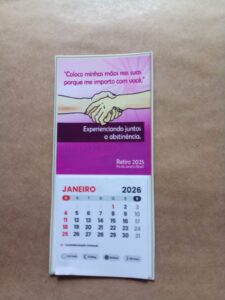 "Coloco minhas mãos nas suas
porque me importo com você."
Experienciando juntos
a abstinência.
Retiro 2025
JANEIRO 2026
1 2 3
4 5 6 7 8 9 10
11 12 13 14 15 16 17
18 19 20 21 22 23 24
25 26 27 28 29 30 31